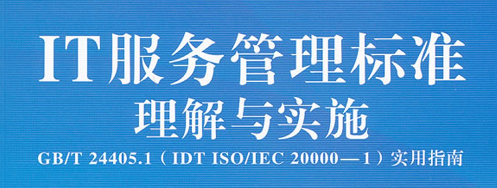 IT服务管理标准
理解与实施
GB/T 24405.1（IDT ISO/IEC 20000—1）实用指南